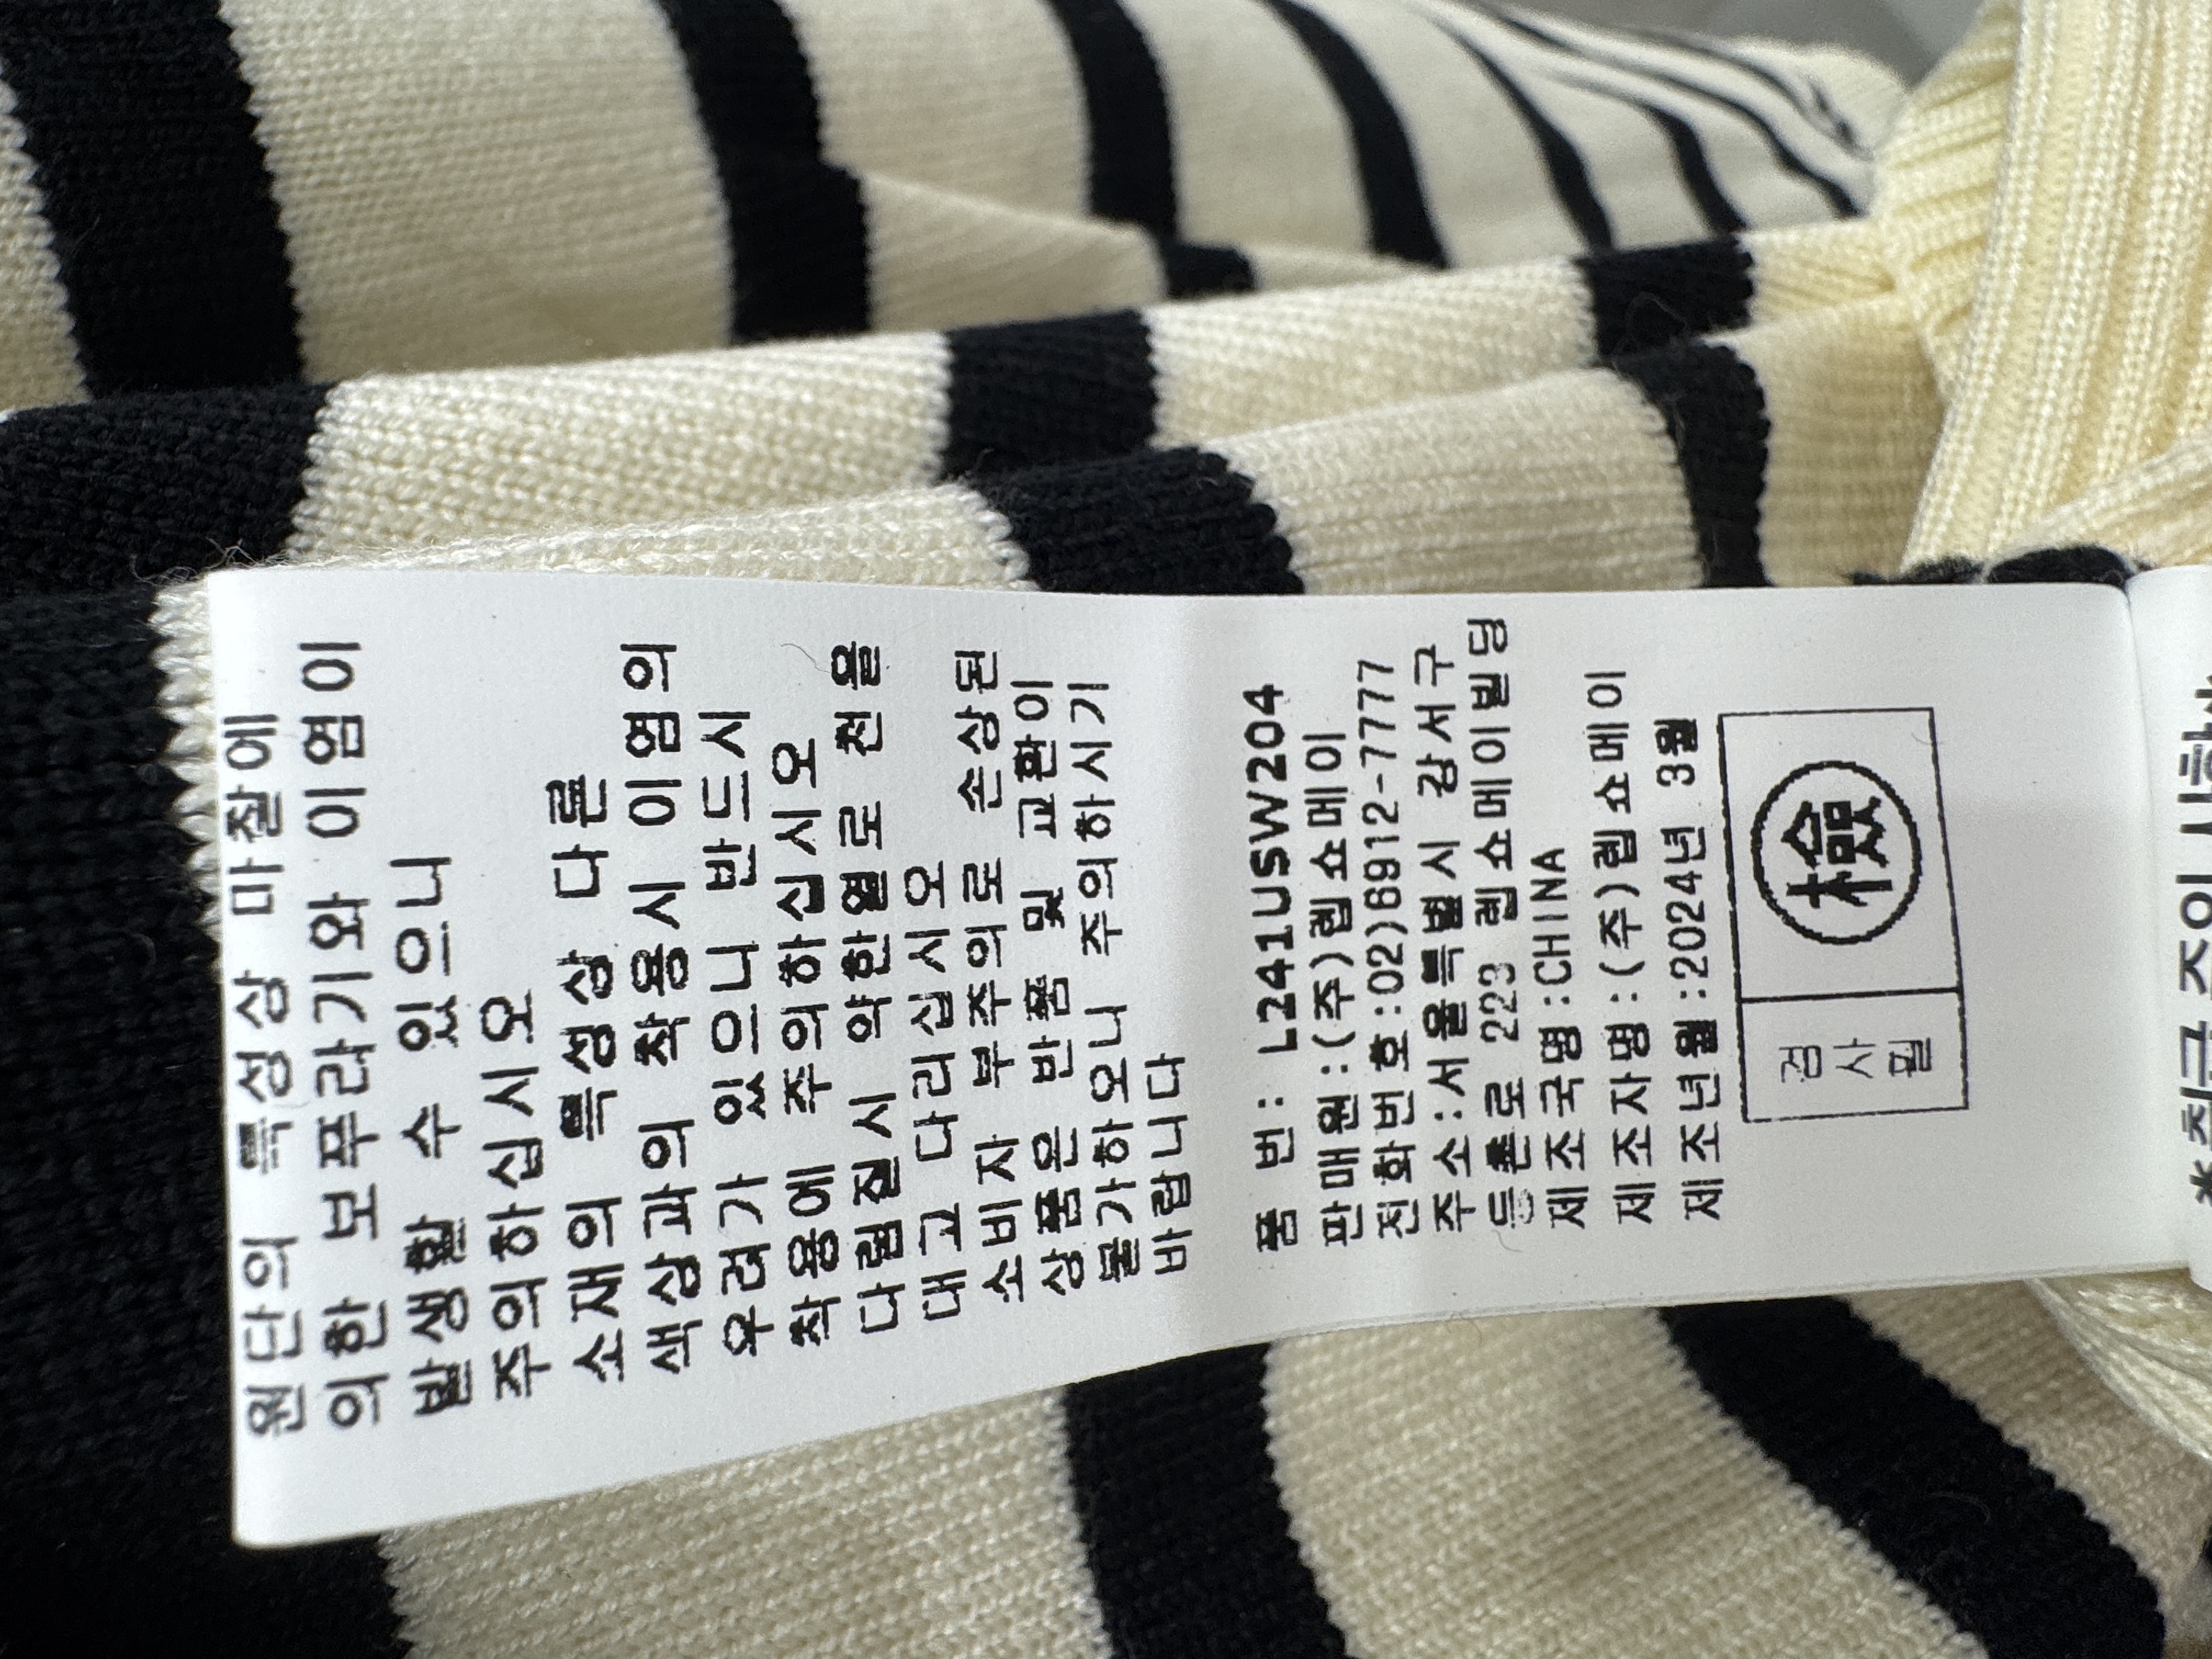 원단의 특성상 마찰에
의한 보푸라기와 이염이
발생할 수 있으니
주의하십시오
소재의 특성상 다른
색상과의 착용시 이염의
우려가 있으니 반드시
착용에 주의하십시오
다림질시 약한열로 천을
대고 다리십시오
소비자 부주의로 손상된
상품은 반품 및 교환이
불가하오니 주의하시기
바랍니다
품 번: L241USW204
판매원:(주)렙쇼메이
전화번호:02)6912-7777
주소:서울특별시 강서구
등촌로 223 렙쇼메이빌딩
제조국명:CHINA
제조자명:(주)렙쇼메이
제조년월:2024년 3월
검사필 檢